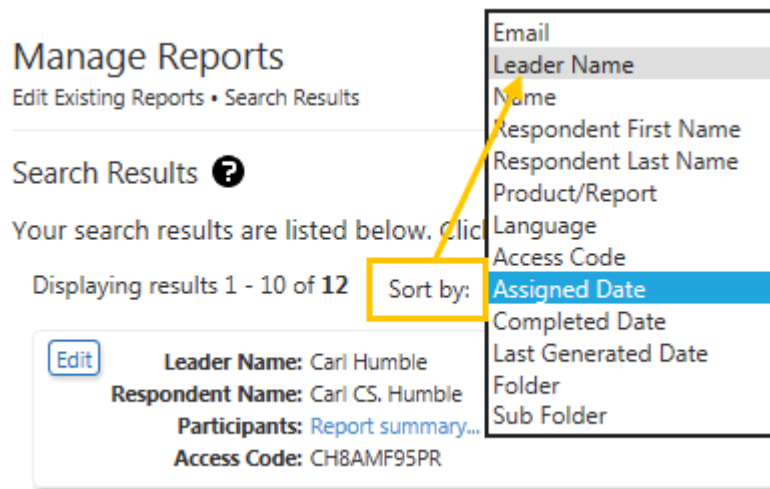 Manage Reports
Edit Existing Reports • Search Results
Search Results ?
Your search results are listed below. Clic
Displaying results 1 - 10 of 12
Sort by:
Email
Leader Name
Name
Respondent First Name
Respondent Last Name
Product/Report
Language
Access Code
Assigned Date
Completed Date
Last Generated Date
Folder
Sub Folder
Edit
Leader Name: Carl Humble
Respondent Name: Carl CS. Humble
Participants: Report summary...
Access Code: CH8AMF95PR